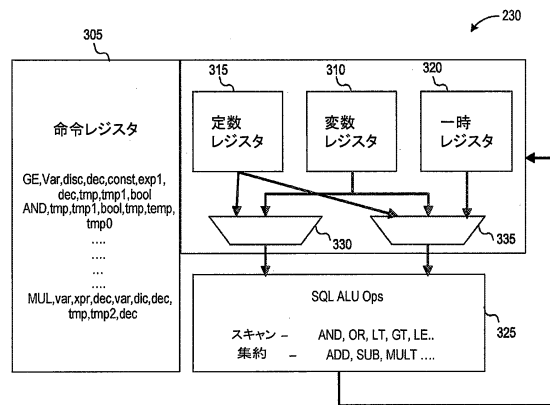 305
230
命令レジスタ
GE,Var,disc,dec,const,exp1,
dec,tmp,tmp1,bool
AND,tmp,tmp1,bool,tmp,temp,
tmp0
....
....
...
....
MUL,var,xpr,dec,var,dic,dec,
tmp,tmp2,dec
315
定数
レジスタ
310
変数
レジスタ
320
一時
レジスタ
330
335
SQL ALU Ops
スキャン – AND, OR, LT, GT, LE..
集約 – ADD, SUB, MULT ....
325